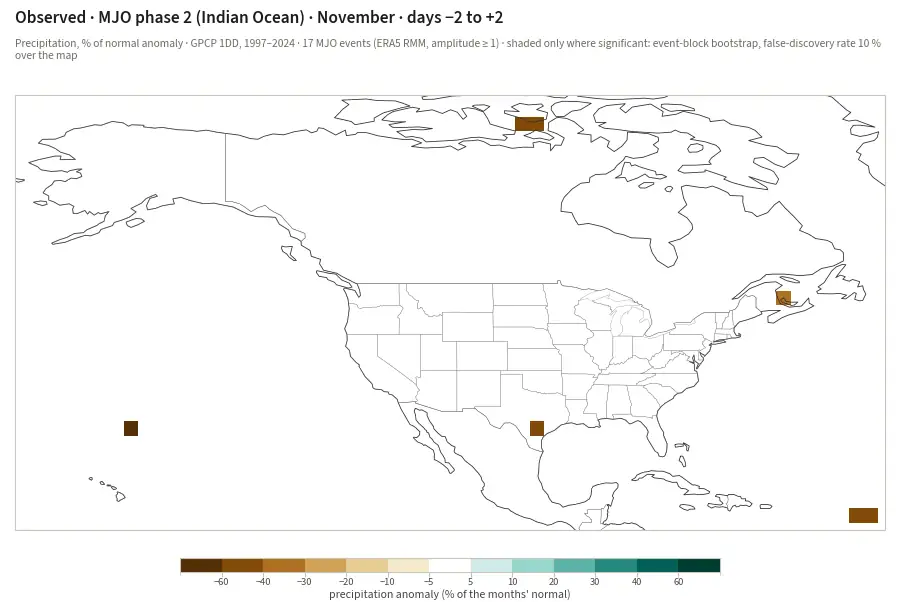 Observed · MJO phase 2 (Indian Ocean) · November · days −2 to +2
Precipitation, % of normal anomaly · GPCP 1DD, 1997–2024 · 17 MJO events (ERA5 RMM, amplitude ≥ 1) · shaded only where significant: event-block bootstrap, false-discovery rate 10 %
over the map
−60 −40 −30 −20 −10 −5 5 10 20 30 40 60
precipitation anomaly (% of the months' normal)